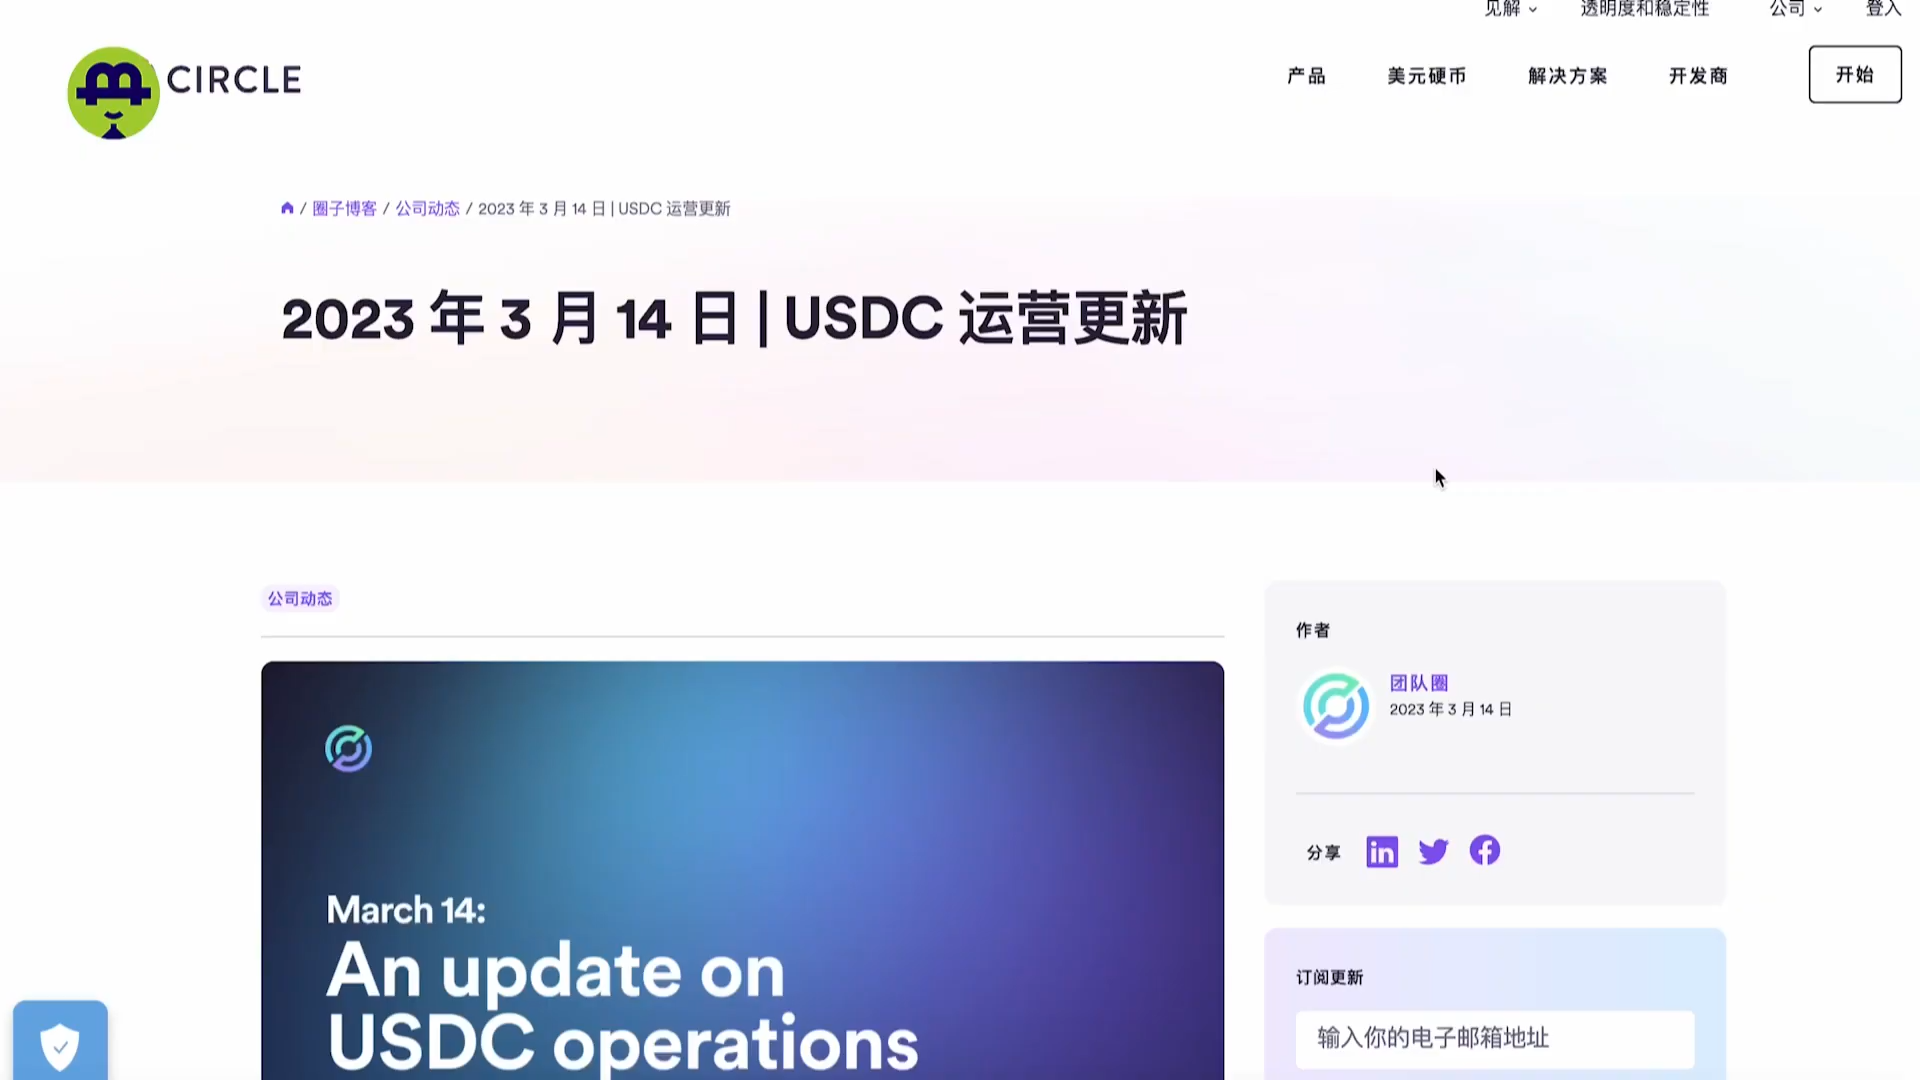 见解
透明度和稳定性
公司
登入
CIRCLE
产品
美元硬币
解决方案
开发商
开始
/ 圈子博客 / 公司动态 / 2023 年 3 月 14 日 | USDC 运营更新
2023 年 3 月 14 日 | USDC 运营更新
公司动态
March 14:
An update on
USDC operations
作者
团队圈
2023 年 3 月 14 日
分享
订阅更新
输入你的电子邮箱地址